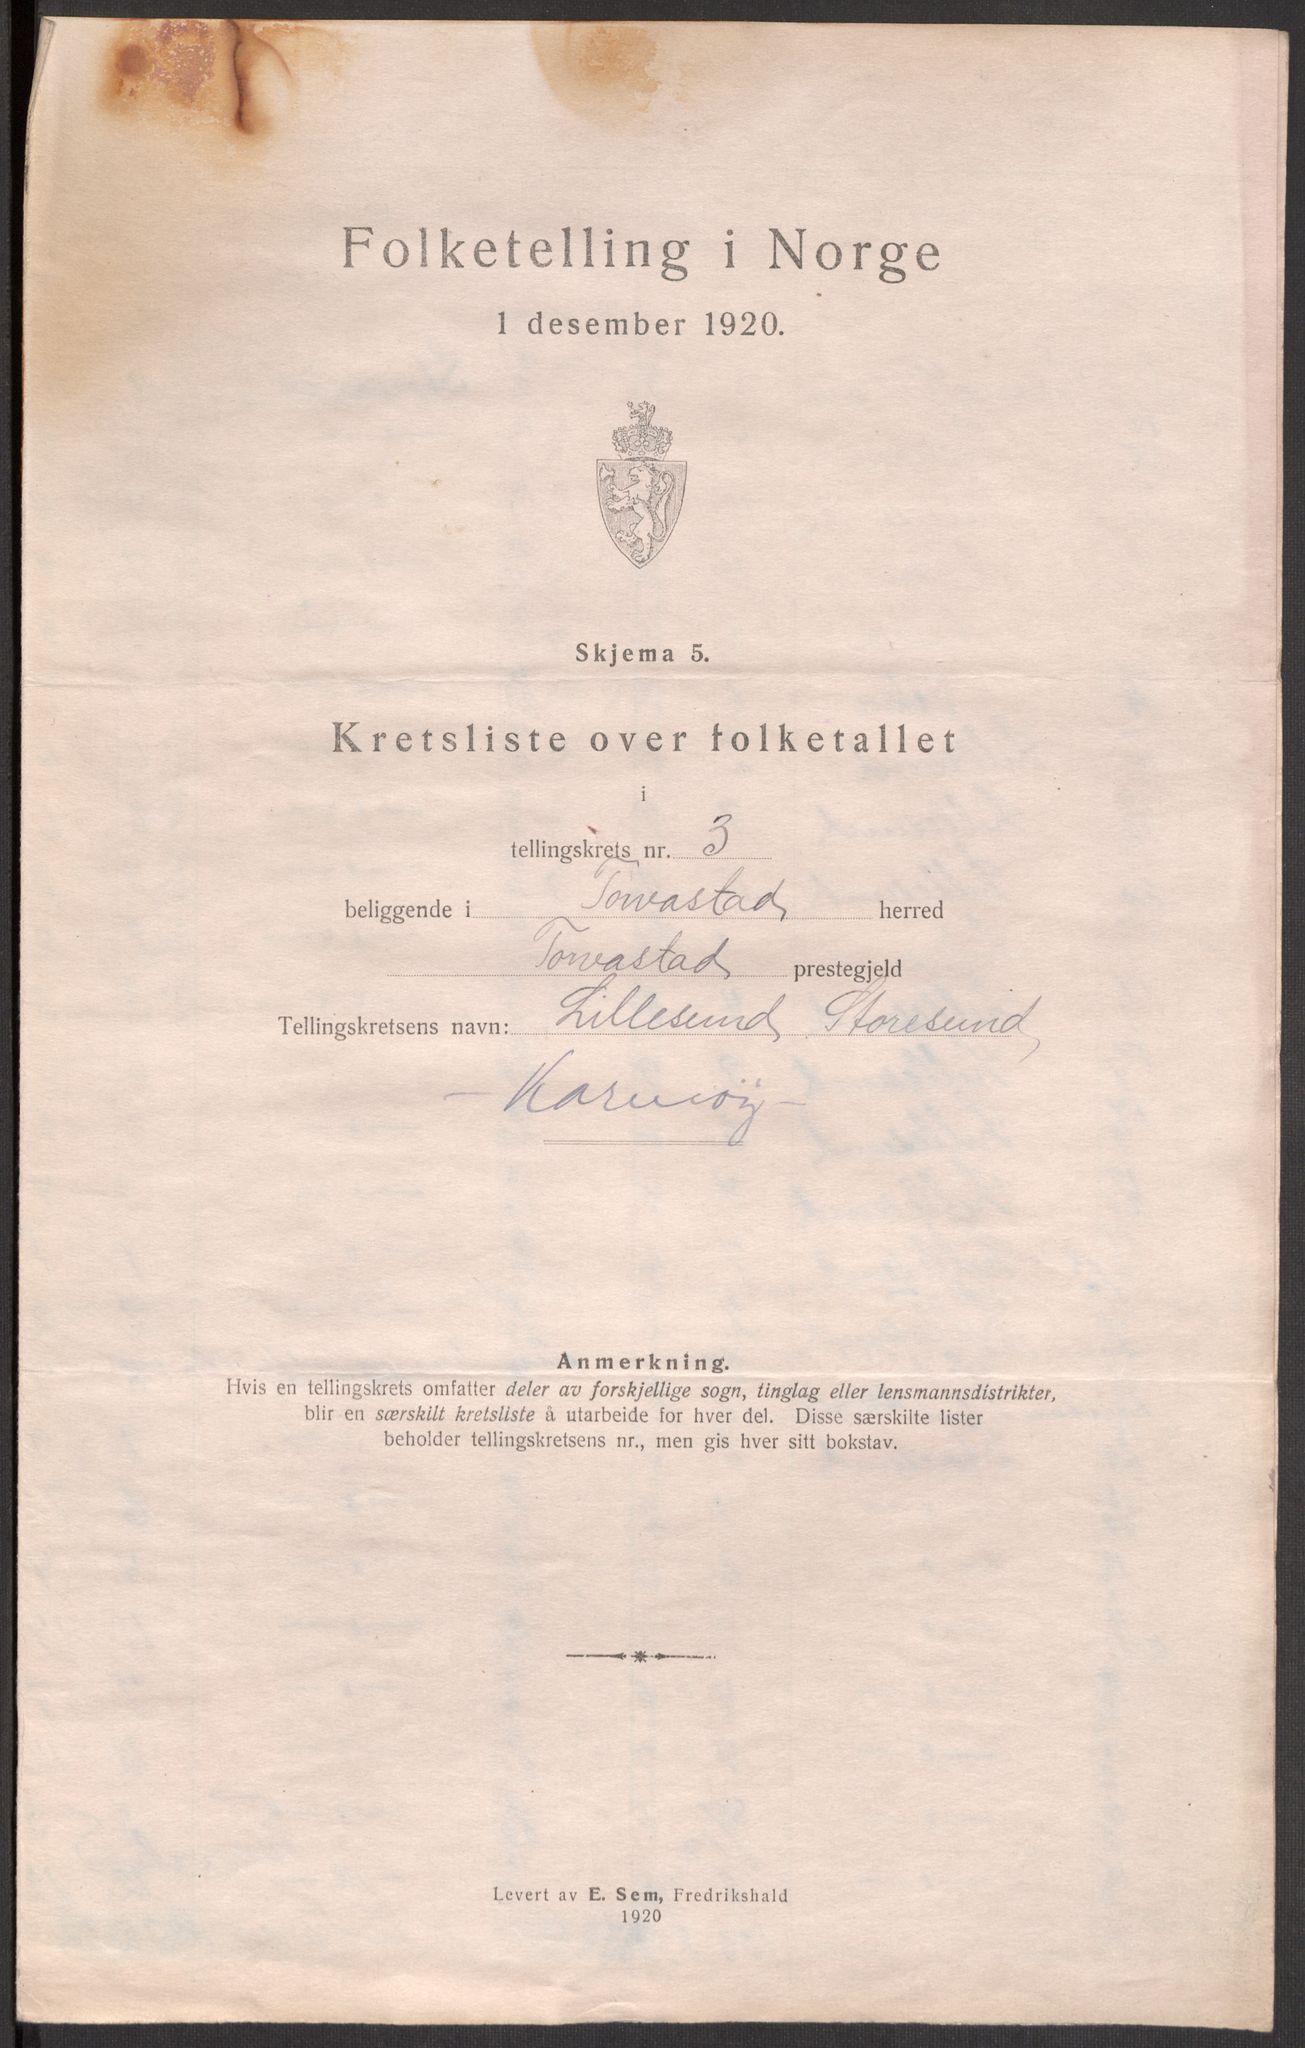 Folketelling i Norge
1 desember 1920.
Skjema 5.
Kretsliste over folketallet
i
tellingskrets nr. 3
beliggende i Torvastad herred
Torvastad prestegjeld
Tellingskretsens navn: Lillesund, Storesund,
- Karmöy -
Anmerkning.
Hvis en tellingskrets omfatter deler av forskjellige sogn, tinglag eller lensmannsdistrikter,
blir en særskilt kretsliste å utarbeide for hver del. Disse særskilte lister
beholder tellingskretsens nr., men gis hver sitt bokstav.
Levert av E. Sem, Fredrikshald
1920